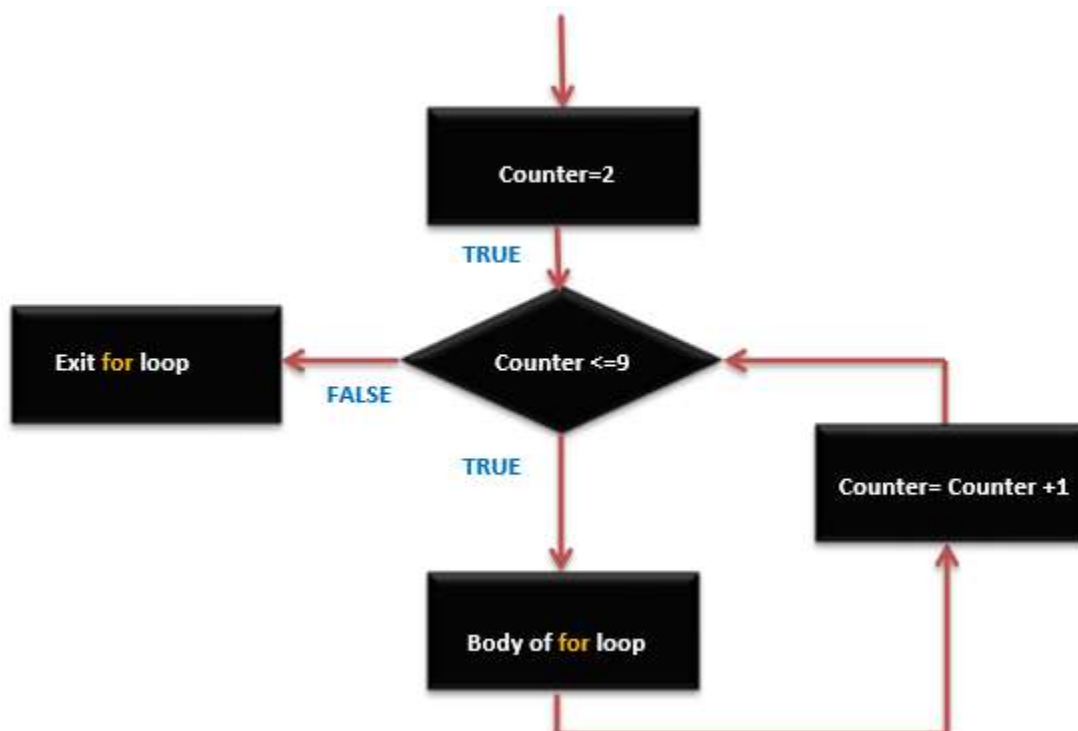 Counter=2
TRUE
Counter <=9
Exit for loop
FALSE
TRUE
Counter= Counter +1
Body of for loop